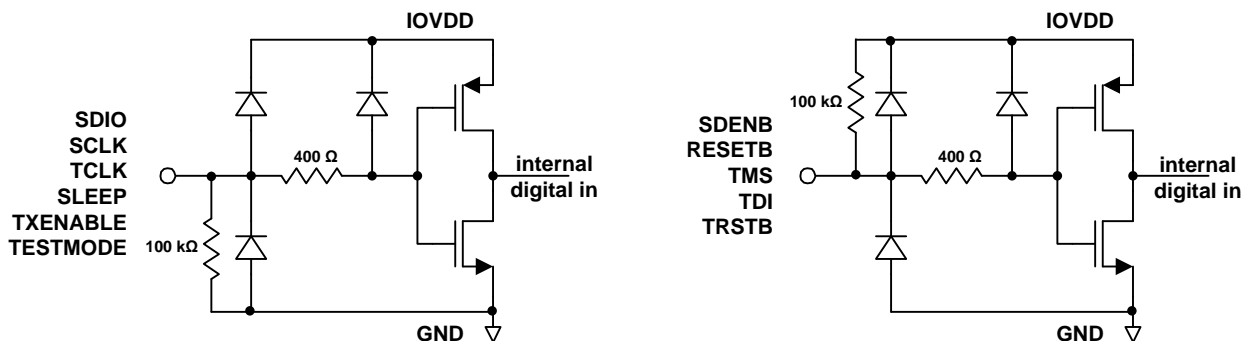 IOVDD
SDIO
SCLK
TCLK
SLEEP
TXENABLE
TESTMODE
100 kΩ
400 Ω
internal
digital in
GND
IOVDD
100 kΩ
SDENB
RESETB
TMS
TDI
TRSTB
400 Ω
internal
digital in
GND